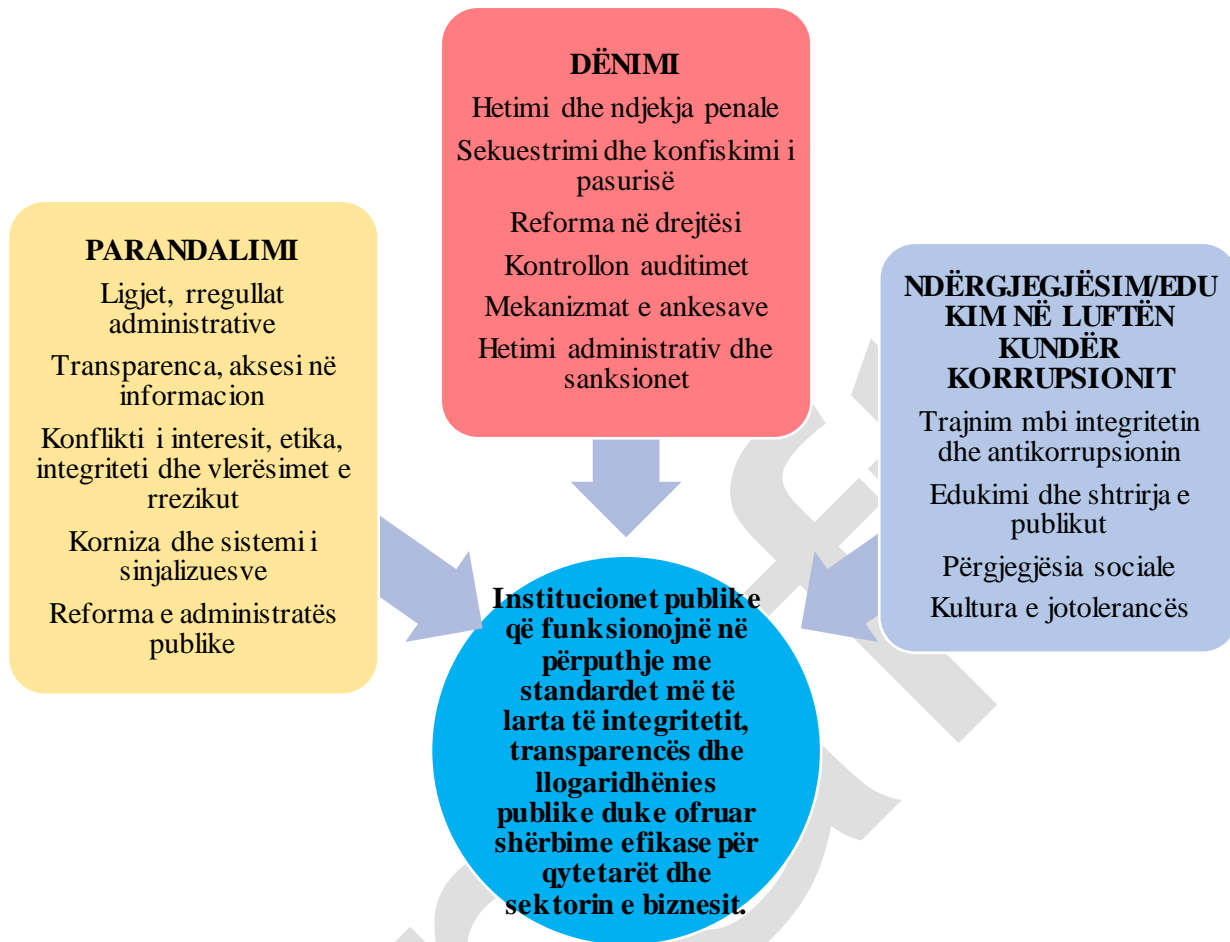 PARANDALIMI
Ligjet, rregullat
administrative
Transparenca, aksesi në
informacion
Konflikti i interesit, etika,
integriteti dhe vlerësimet e
rrezikut
Korniza dhe sistemi i
sinjalizuesve
Reforma e administratës
publike
DËNIMI
Hetimi dhe ndjekja penale
Sekuestrimi dhe konfiskimi i
pasurisë
Reforma në drejtësi
Kontrollon auditimet
Mekanizmat e ankesave
Hetimi administrativ dhe
sanksionet
NDËRGJEGJËSIM/EDU
KIM NË LUFTËN
KUNDËR
KORRUPSIONIT
Trajnim mbi integritetin
dhe antikorrupsionin
Edukimi dhe shtrirja e
publikut
Përgjegjësia sociale
Kultura e jotolerancës
Institucionet publike
që funksionojnë në
përputhje me
standardet më të
larta të integritetit,
transparencës dhe
llogaridhënies
publike duke ofruar
shërbime efikase për
qytetarët dhe
sektorin e biznesit.